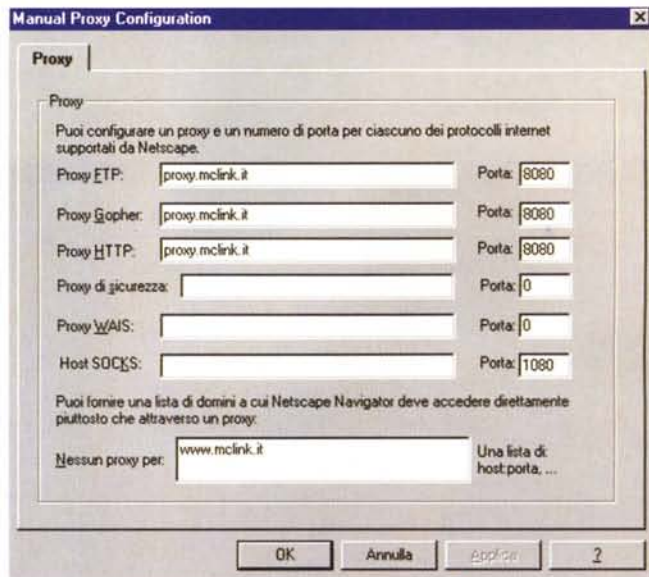 Manual Proxy Configuration
Proxy
Proxy
Puoi configurare un proxy e un numero di porta per ciascuno dei protocolli internet
supportati da Netscape.
Proxy FTP: proxy.mclink.it Porta: 8080
Proxy Gopher: proxy.mclink.it Porta: 8080
Proxy HTTP: proxy.mclink.it Porta: 8080
Proxy di sicurezza: Porta: 0
Proxy WAIS: Porta: 0
Host SOCKS: Porta: 1080
Puoi fornire una lista di domini a cui Netscape Navigator deve accedere direttamente
piuttosto che attraverso un proxy:
Nessun proxy per: www.mclink.it Una lista di:
host:porta, ...
OK Annulla Applica ?